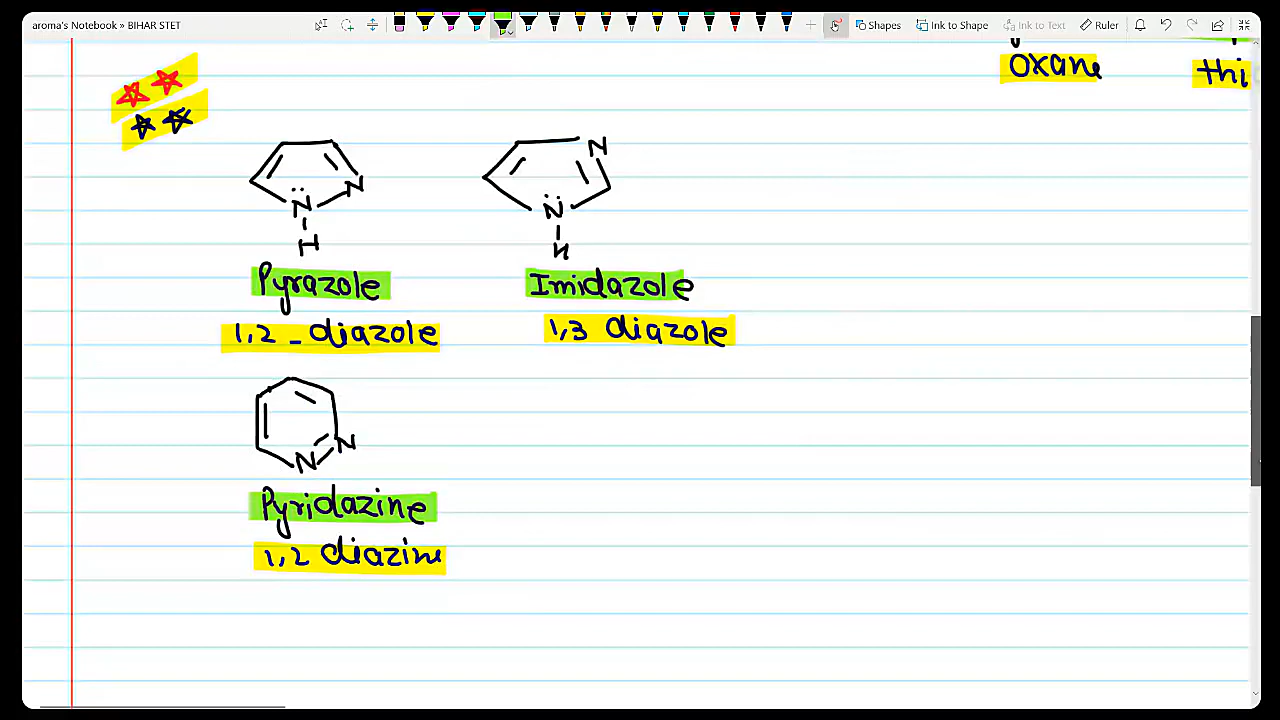 aroma's Notebook » BIHAR STET
Shapes
Ink to Shape
Ink to Text
Ruler
oxane
thi
N
N
H
N
N
H
Pyrazole
Imidazole
1,2 - diazole
1,3 diazole
N
N
Pyridazine
1,2 diazine